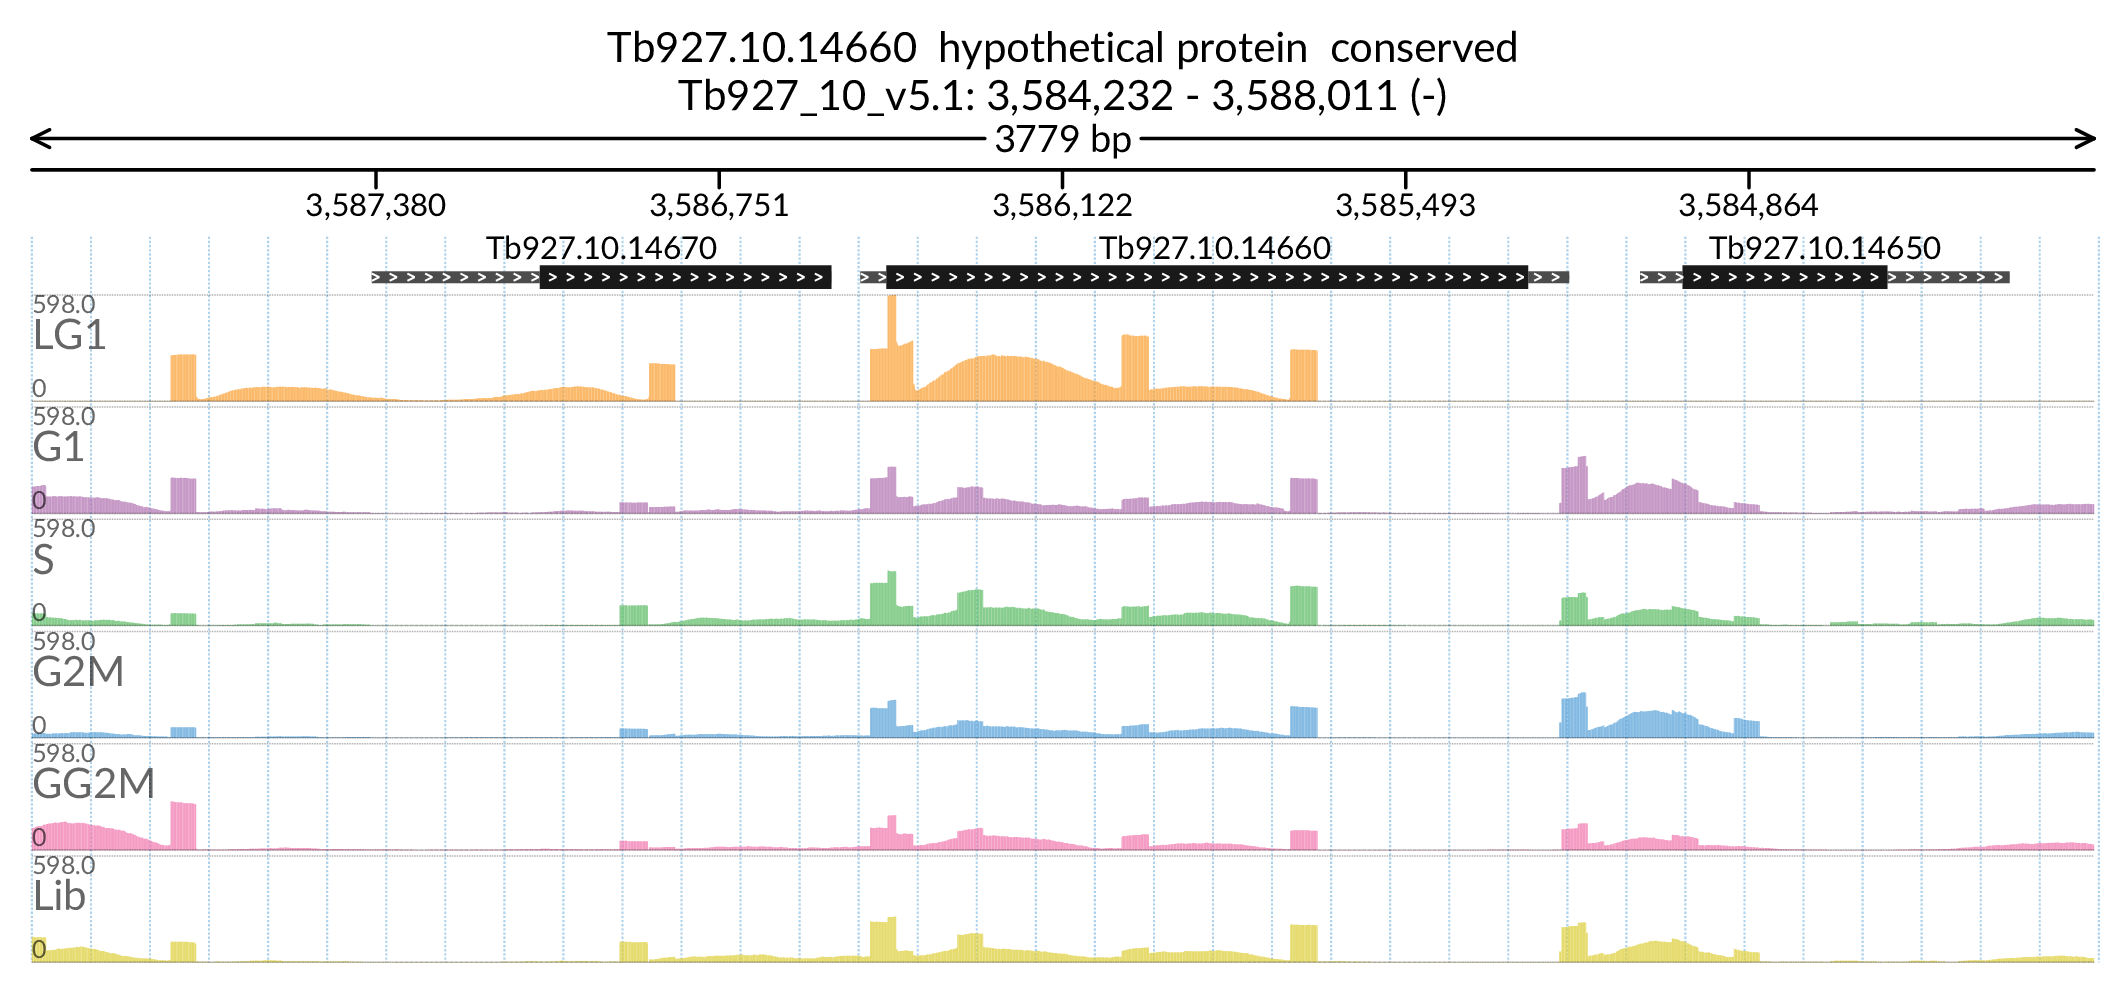 Tb927.10.14660 hypothetical protein conserved
Tb927_10_v5.1: 3,584,232 - 3,588,011 (-)
3779 bp
3,587,380 3,586,751 3,586,122 3,585,493 3,584,864
Tb927.10.14670 Tb927.10.14660 Tb927.10.14650
598.0
LG1
0
598.0
G1
0
598.0
S
0
598.0
G2M
0
598.0
GG2M
0
598.0
Lib
0